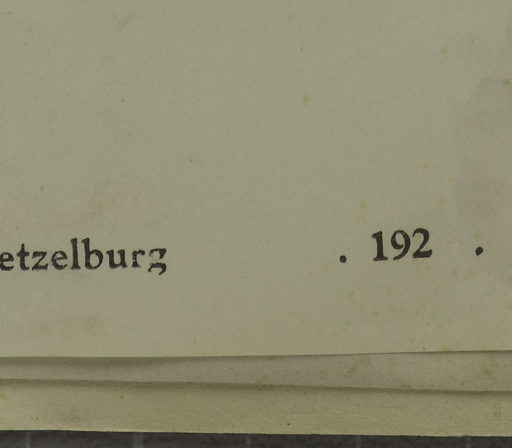 etzelburg . 192 .